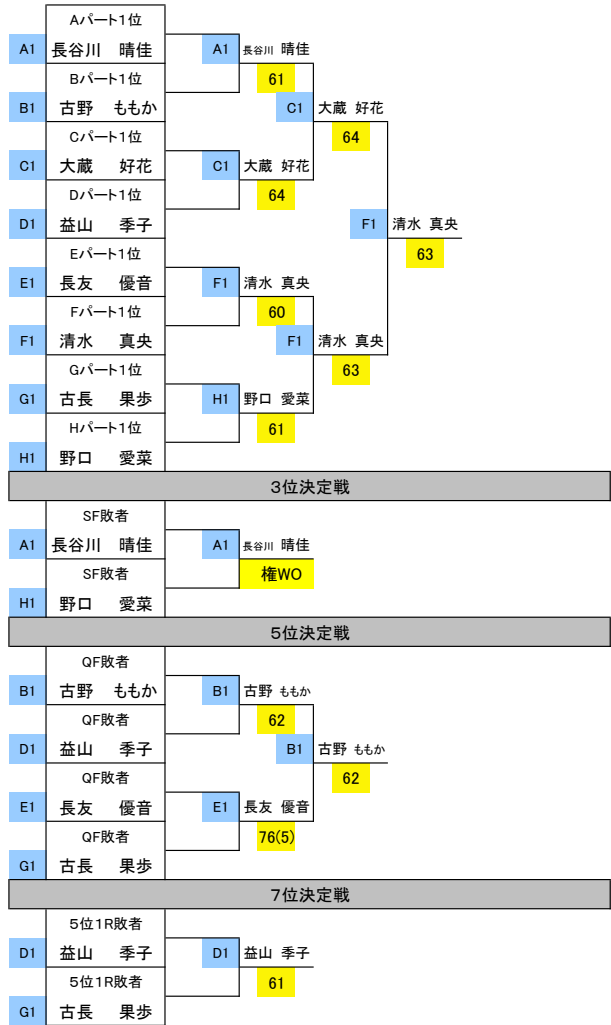 Aパート1位
A1 長谷川 晴佳 A1 長谷川 晴佳
Bパート1位 61
B1 古野 ももか C1 大蔵 好花
Cパート1位 64
C1 大蔵 好花 C1 大蔵 好花
Dパート1位 64
D1 益山 季子 F1 清水 真央
Eパート1位 63
E1 長友 優音 F1 清水 真央
Fパート1位 60
F1 清水 真央 F1 清水 真央
Gパート1位 63
G1 古長 果歩 H1 野口 愛菜
Hパート1位 61
H1 野口 愛菜
3位決定戦
SF敗者
A1 長谷川 晴佳 A1 長谷川 晴佳
SF敗者 権WO
H1 野口 愛菜
5位決定戦
QF敗者
B1 古野 ももか B1 古野 ももか
QF敗者 62
D1 益山 季子 B1 古野 ももか
QF敗者 62
E1 長友 優音 E1 長友 優音
QF敗者 76(5)
G1 古長 果歩
7位決定戦
5位1R敗者
D1 益山 季子 D1 益山 季子
5位1R敗者 61
G1 古長 果歩